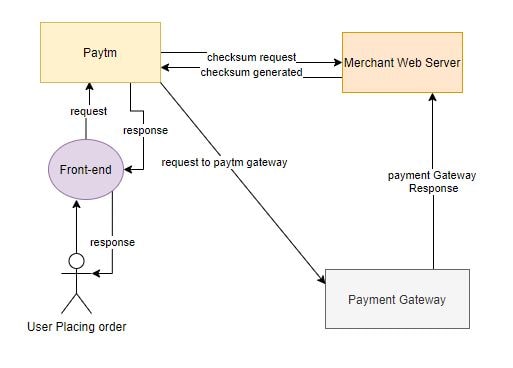 Paytm
checksum request
checksum generated
Merchant Web Server
request
response
Front-end
request to paytm gateway
payment Gateway
Response
response
Payment Gateway
User Placing order